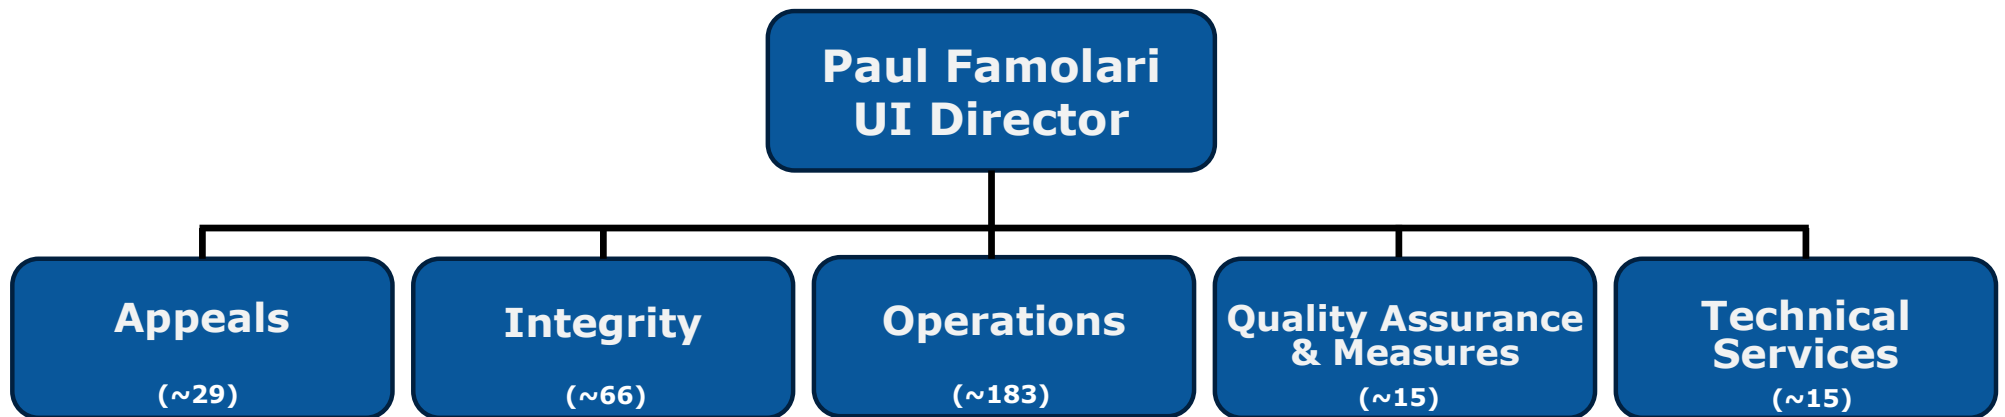 Paul Famolari
UI Director
Appeals
(~29)
Integrity
(~66)
Operations
(~183)
Quality Assurance
& Measures
(~15)
Technical
Services
(~15)